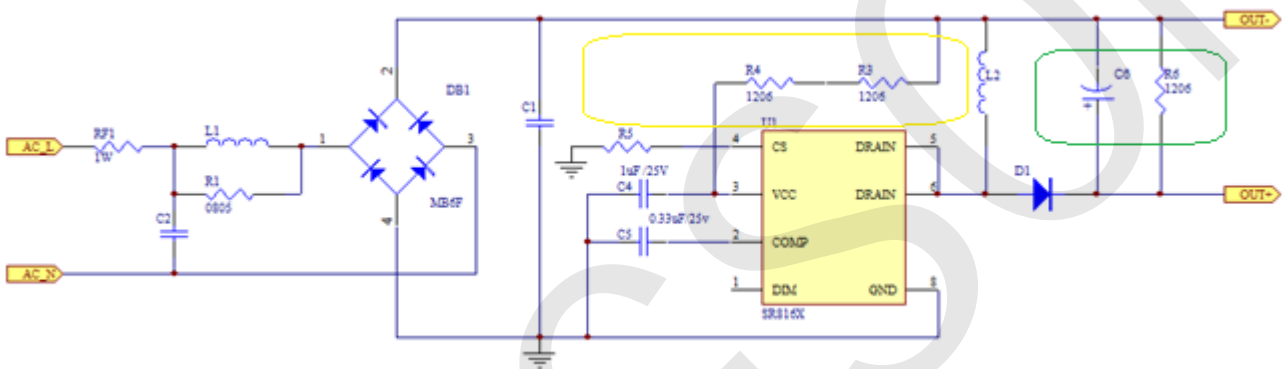 OUT-
2
DB1
R4
R3
L2
C6
R6
1206
1206
1206
C1
U1
RF1
L1
R5
AC_L
1
3
4
CS
DRAIN
5
1W
1uF/25V
D1
R1
C4
3
VCC
DRAIN
6
OUT+
0805
MB6F
C2
4
0.33uF/25v
C5
2
COMP
AC_N
1
DIM
GND
8
SR816X